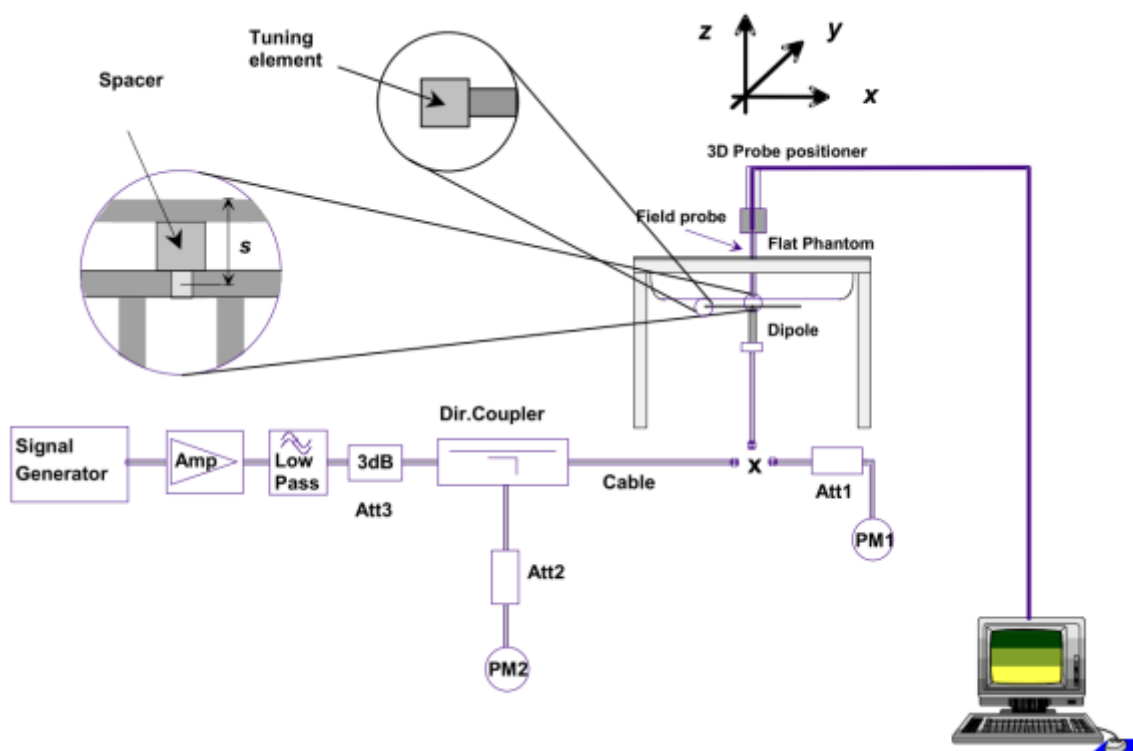 Tuning
element
Spacer
z
y
x
3D Probe positioner
Field probe
Flat Phantom
s
Dipole
Dir.Coupler
Signal
Generator
Amp
Low
Pass
3dB
Cable
x
Att3
Att1
PM1
Att2
PM2